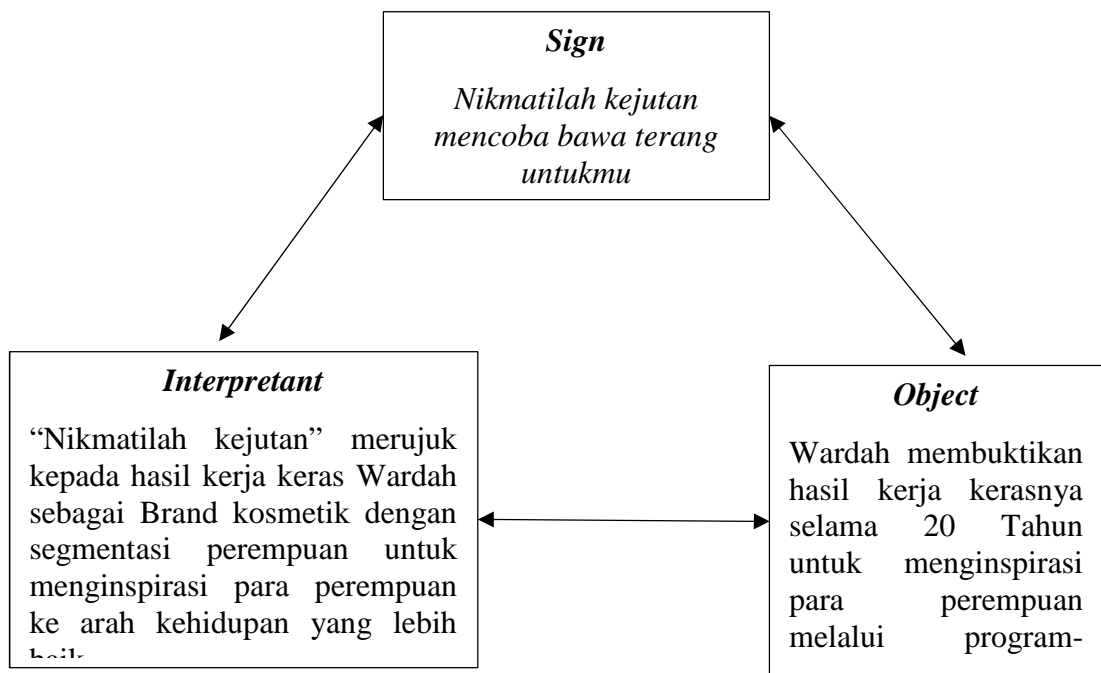 Sign
Nikmatilah kejutan
mencoba bawa terang
untukmu
Interpretant
“Nikmatilah kejutan” merujuk
kepada hasil kerja keras Wardah
sebagai Brand kosmetik dengan
segmentasi perempuan untuk
menginspirasi para perempuan
ke arah kehidupan yang lebih
Object
Wardah membuktikan
hasil kerja kerasnya
selama 20 Tahun
untuk menginspirasi
para perempuan
melalui program-